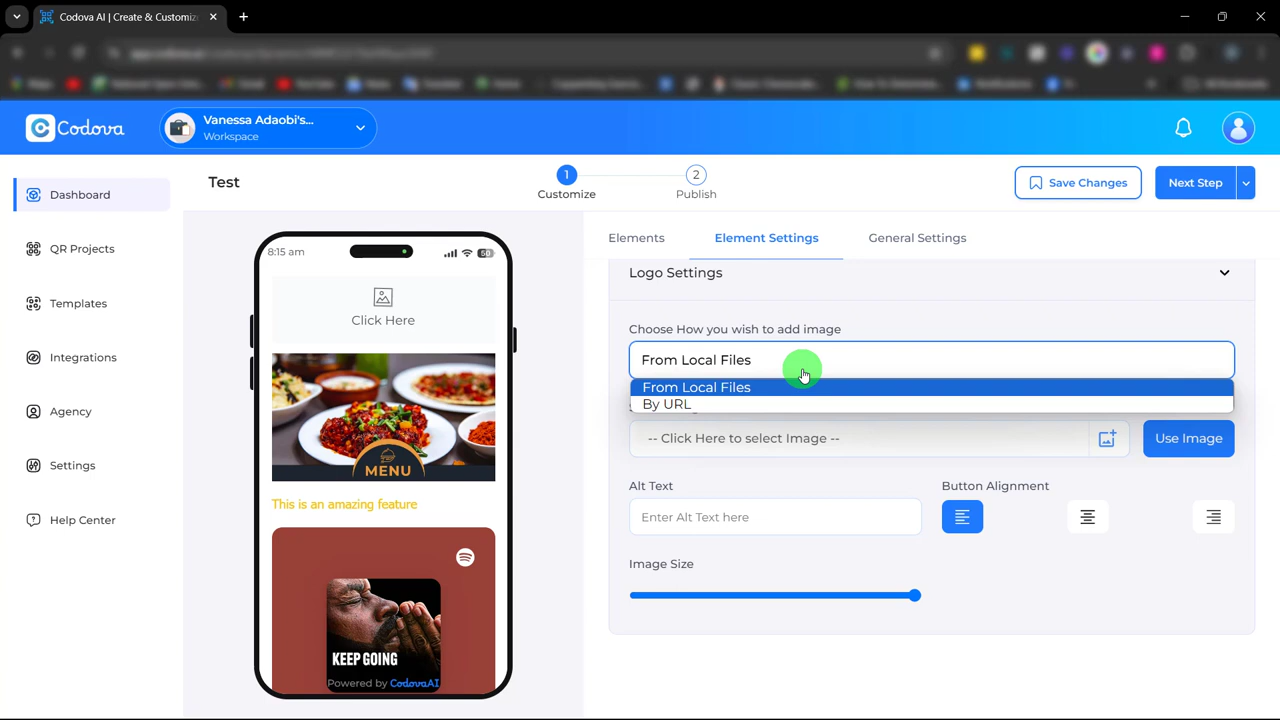 Codova AI | Create & Customiz
Codova
Vanessa Adaobi's...
Workspace
Test
1
Customize
2
Publish
Save Changes
Next Step
Dashboard
QR Projects
Templates
Integrations
Agency
Settings
Help Center
8:15 am
50
Click Here
MENU
This is an amazing feature
KEEP GOING
Powered by CodovaAI
Elements
Element Settings
General Settings
Logo Settings
Choose How you wish to add image
From Local Files
From Local Files
By URL
-- Click Here to select Image --
Use Image
Alt Text
Button Alignment
Enter Alt Text here
Image Size